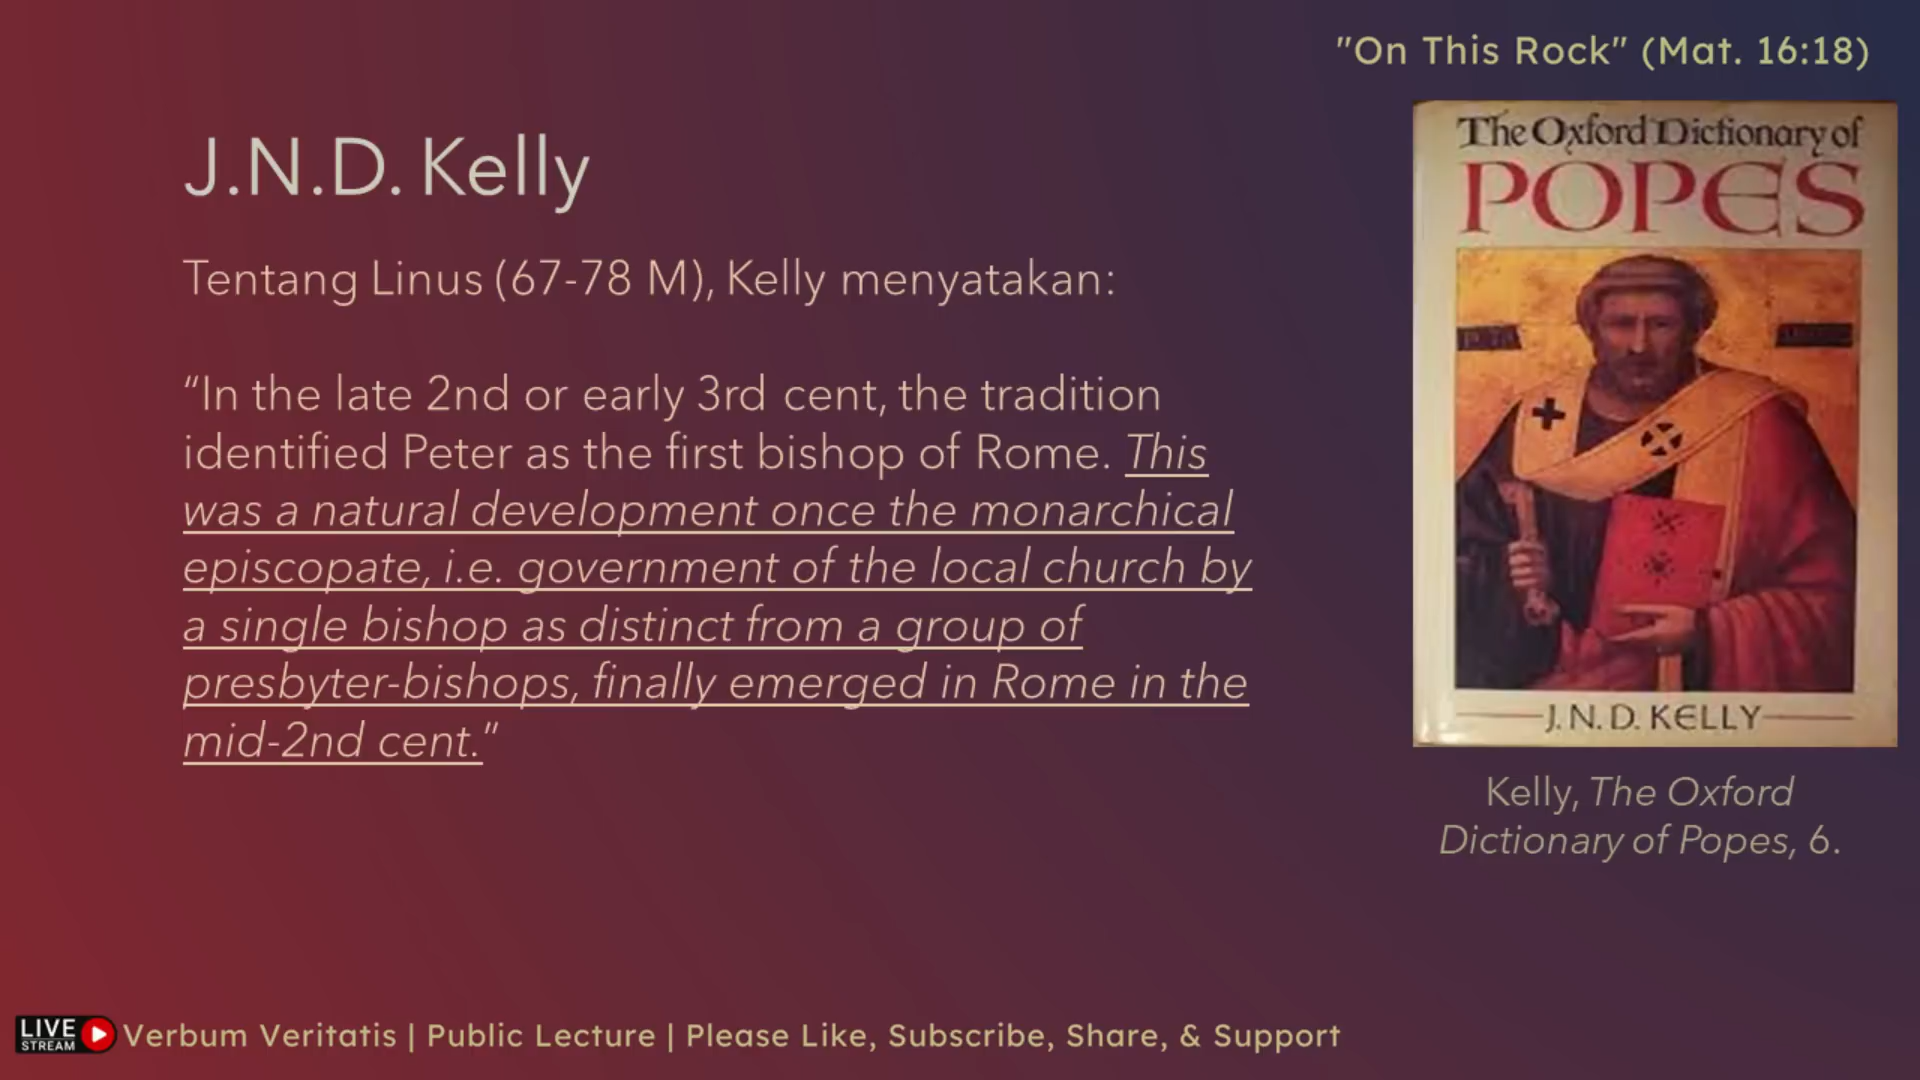 "On This Rock" (Mat. 16:18)
J.N.D. Kelly
Tentang Linus (67-78 M), Kelly menyatakan:
“In the late 2nd or early 3rd cent, the tradition
identified Peter as the first bishop of Rome. This
was a natural development once the monarchical
episcopate, i.e. government of the local church by
a single bishop as distinct from a group of
presbyter-bishops, finally emerged in Rome in the
mid-2nd cent.”
The Oxford Dictionary of
POPES
J.N.D. KELLY
Kelly, The Oxford
Dictionary of Popes, 6.
LIVE
STREAM
Verbum Veritatis | Public Lecture | Please Like, Subscribe, Share, & Support